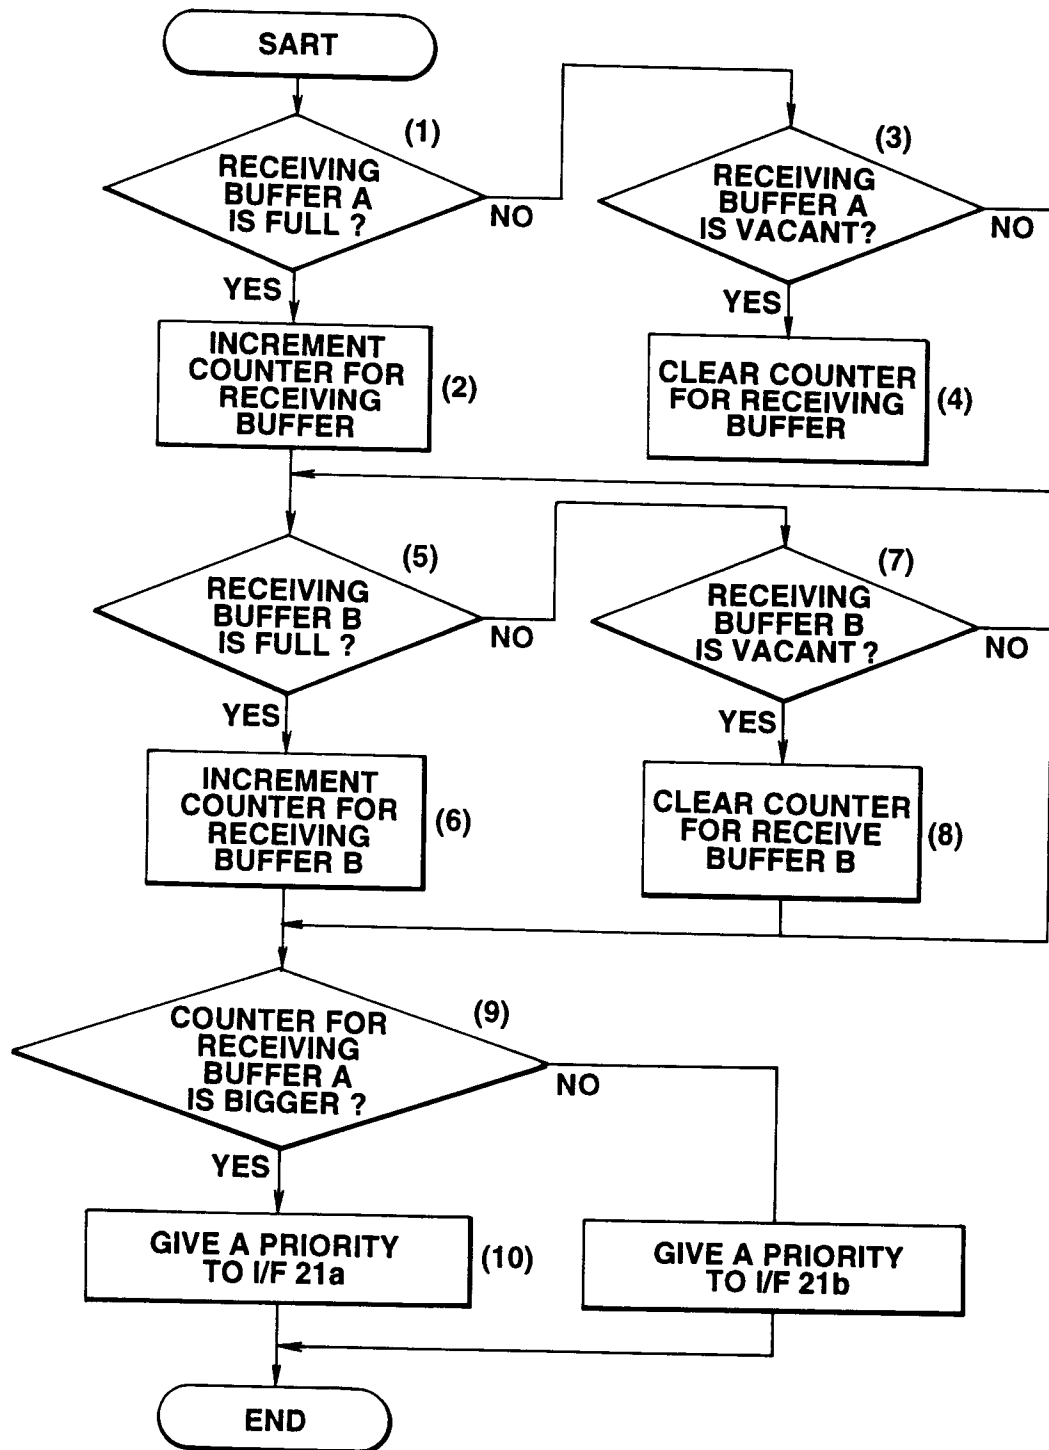 SART
(1)
RECEIVING
BUFFER A
IS FULL ?
NO
YES
(3)
RECEIVING
BUFFER A
IS VACANT?
NO
YES
INCREMENT
COUNTER FOR
RECEIVING
BUFFER
(2)
CLEAR COUNTER
FOR RECEIVING
BUFFER
(4)
(5)
RECEIVING
BUFFER B
IS FULL ?
NO
YES
(7)
RECEIVING
BUFFER B
IS VACANT ?
NO
YES
INCREMENT
COUNTER FOR
RECEIVING
BUFFER B
(6)
CLEAR COUNTER
FOR RECEIVE
BUFFER B
(8)
(9)
COUNTER FOR
RECEIVING
BUFFER A
IS BIGGER ?
NO
YES
GIVE A PRIORITY
TO I/F 21a
(10)
GIVE A PRIORITY
TO I/F 21b
END